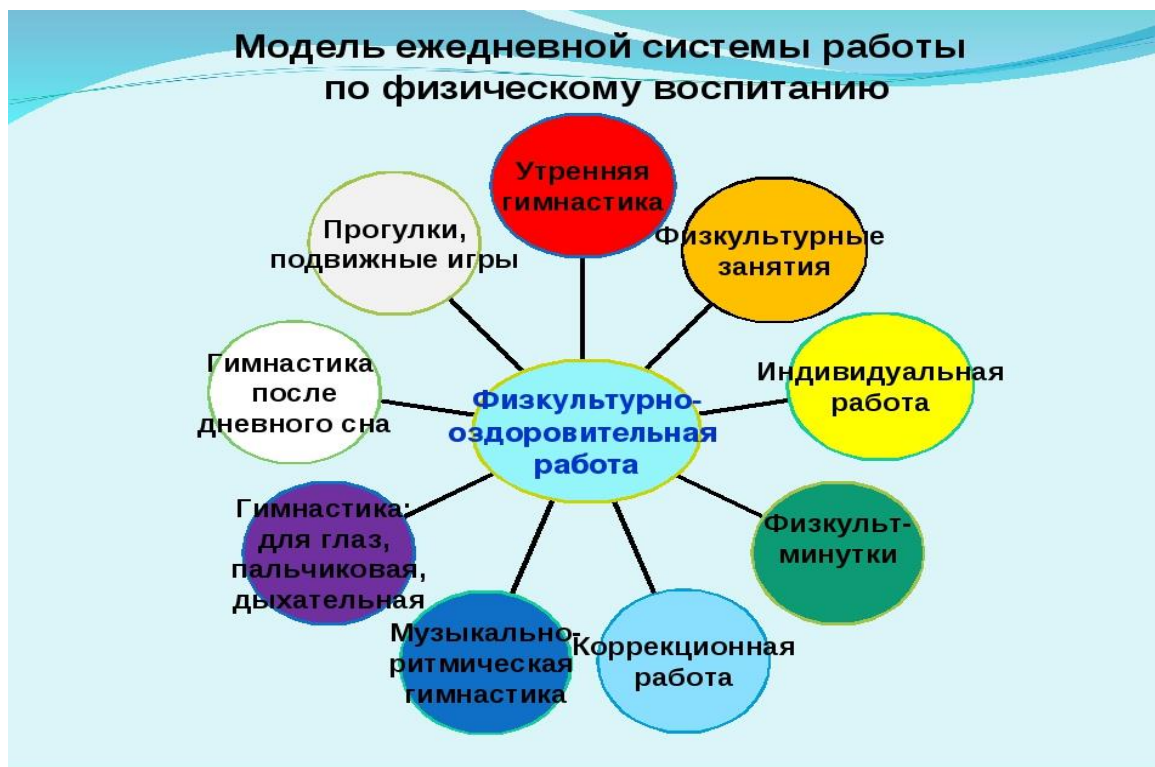 Модель ежедневной системы работы
по физическому воспитанию
Утренняя
гимнастика
Физкультурные
занятия
Индивидуальная
работа
Физкульт-
минутки
Коррекционная
работа
Музыкально-
ритмическая
гимнастика
Гимнастика:
для глаз,
пальчиковая,
дыхательная
Гимнастика
после
дневного сна
Прогулки,
подвижные игры
Физкультурно-
оздоровительная
работа